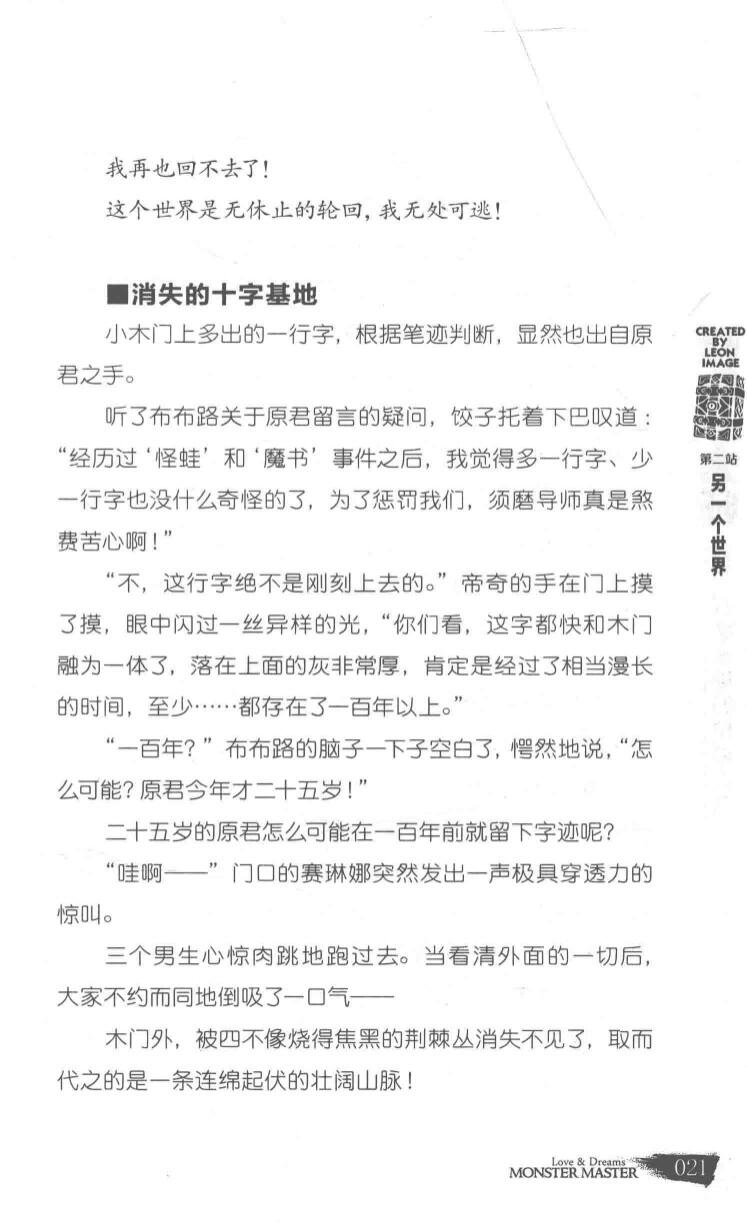 我再也回不去了！
这个世界是无休止的轮回，我无处可逃！
■消失的十字基地
小木门上多出的一行字，根据笔迹判断，显然也出自原
君之手。
听了布布路关于原君留言的疑问，饺子托着下巴叹道：
“经历过‘怪蛙’和‘魔书’事件之后，我觉得多一行字、少
一行字也没什么奇怪的了，为了惩罚我们，须磨导师真是煞
费苦心啊！”
“不，这行字绝不是刚刻上去的。”帝奇的手在门上摸
了摸，眼中闪过一丝异样的光，“你们看，这字都快和木门
融为一体了，落在上面的灰非常厚，肯定是经过了相当漫长
的时间，至少……都存在了一百年以上。”
“一百年？”布布路的脑子一下子空白了，愕然地说，“怎
么可能？原君今年才二十五岁！”
二十五岁的原君怎么可能在一百年前就留下字迹呢？
“哇啊——”门口的赛琳娜突然发出一声极具穿透力的
惊叫。
三个男生心惊肉跳地跑过去。当看清外面的一切后，
大家不约而同地倒吸了一口气——
木门外，被四不像烧得焦黑的荆棘丛消失不见了，取而
代之的是一条连绵起伏的壮阔山脉！
CREATED
BY
LEON
IMAGE
第二站
另一个世界
Love & Dreams
MONSTER MASTER
021